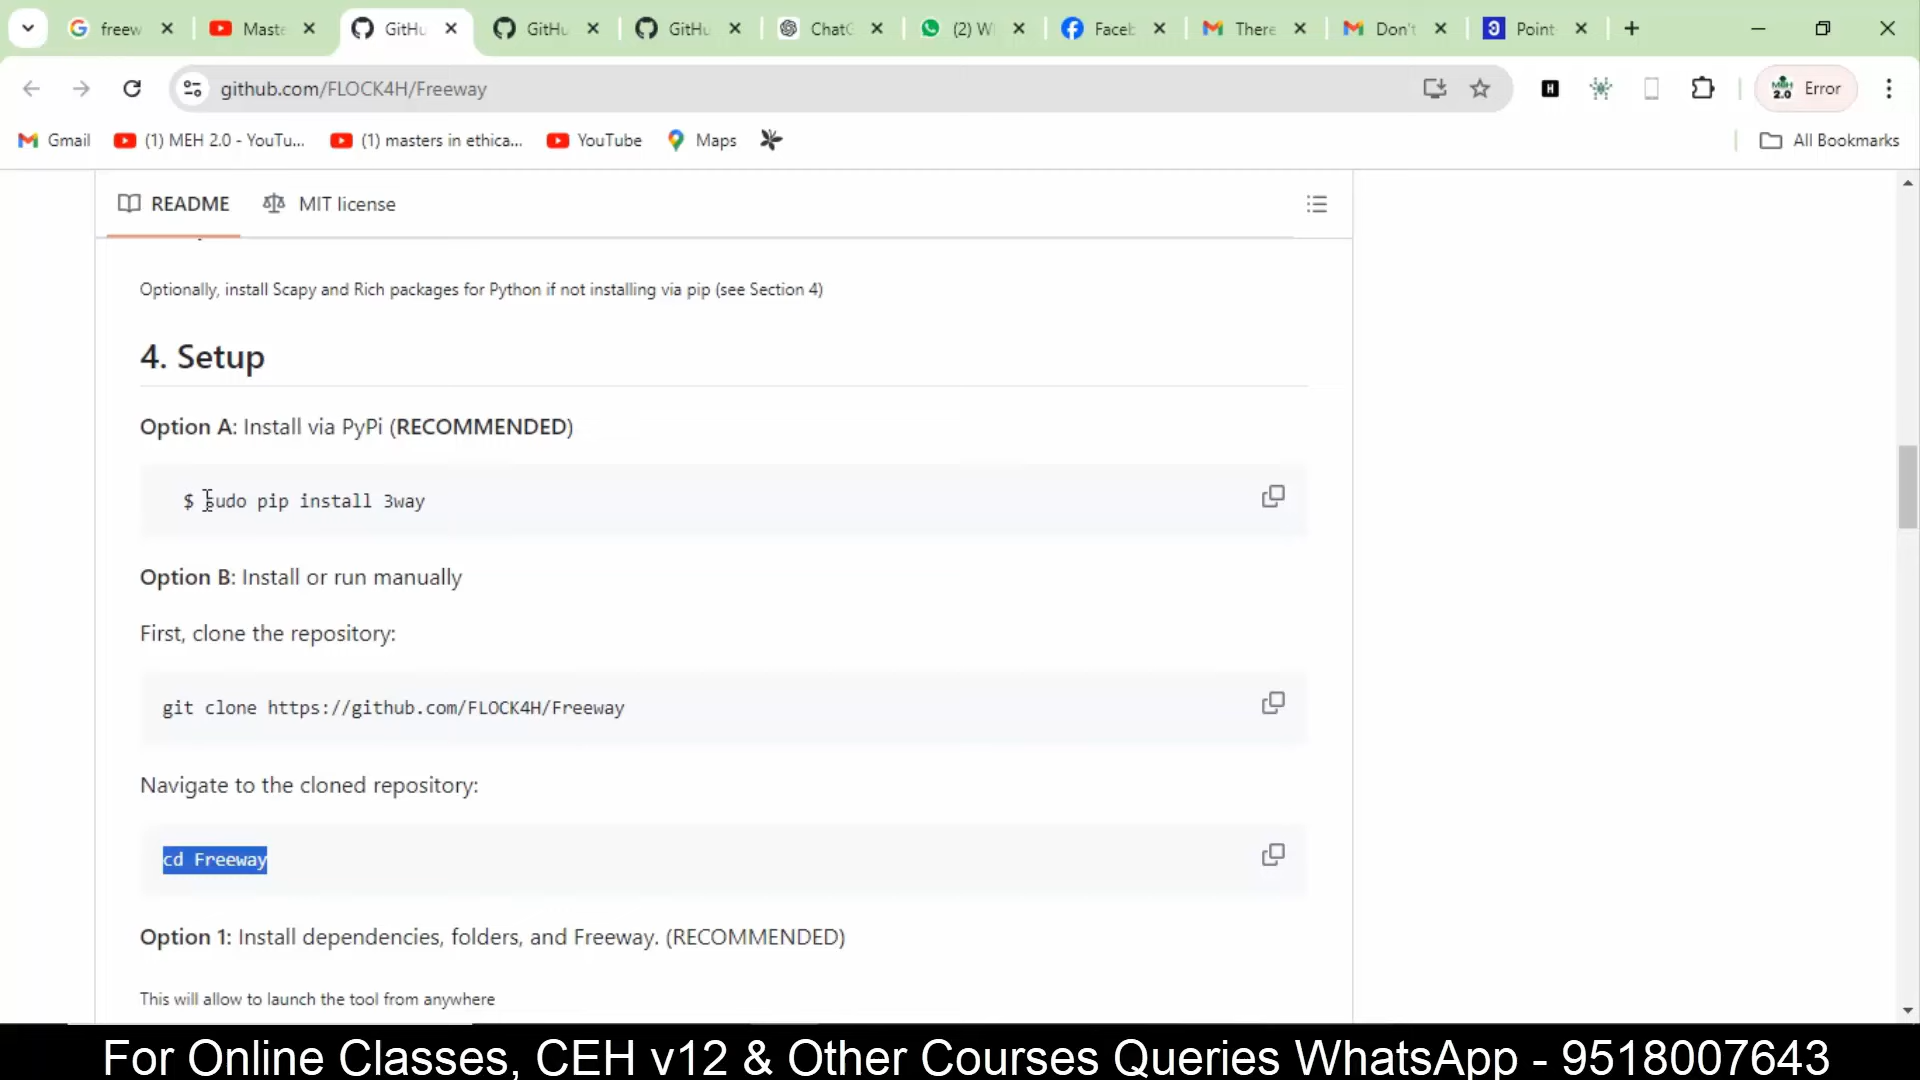 freew
Maste
GitHu
GitHu
GitHu
ChatG
(2) W
Faceb
There
Don't
Point
github.com/FLOCK4H/Freeway
Error
Gmail
(1) MEH 2.0 - YouTu...
(1) masters in ethica...
YouTube
Maps
All Bookmarks
README
MIT license
Optionally, install Scapy and Rich packages for Python if not installing via pip (see Section 4)
4. Setup
Option A: Install via PyPi (RECOMMENDED)
$ sudo pip install 3way
Option B: Install or run manually
First, clone the repository:
git clone https://github.com/FLOCK4H/Freeway
Navigate to the cloned repository:
cd Freeway
Option 1: Install dependencies, folders, and Freeway. (RECOMMENDED)
This will allow to launch the tool from anywhere
For Online Classes, CEH v12 & Other Courses Queries WhatsApp - 9518007643